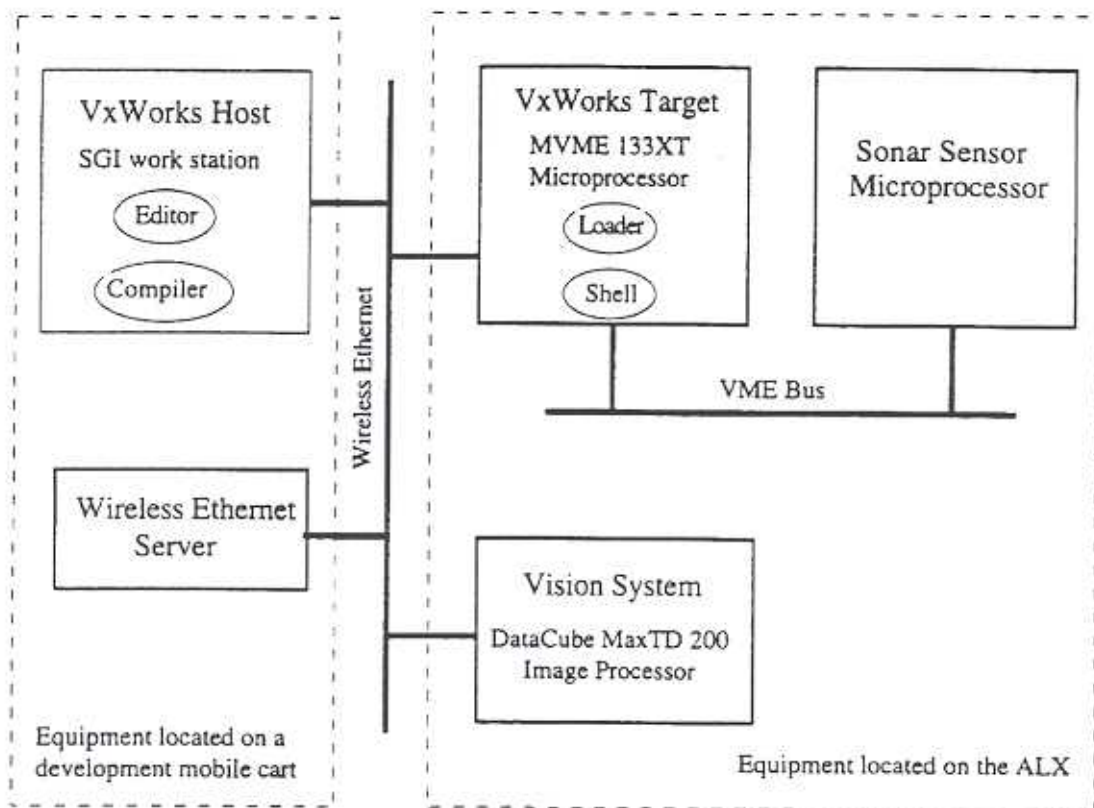 VxWorks Host
SGI work station
Editor
Compiler
Wireless Ethernet
Server
Equipment located on a
development mobile cart
Wireless Ethernet
VxWorks Target
MVME 133XT
Microprocessor
Loader
Shell
Sonar Sensor
Microprocessor
VME Bus
Vision System
DataCube MaxTD 200
Image Processor
Equipment located on the ALX